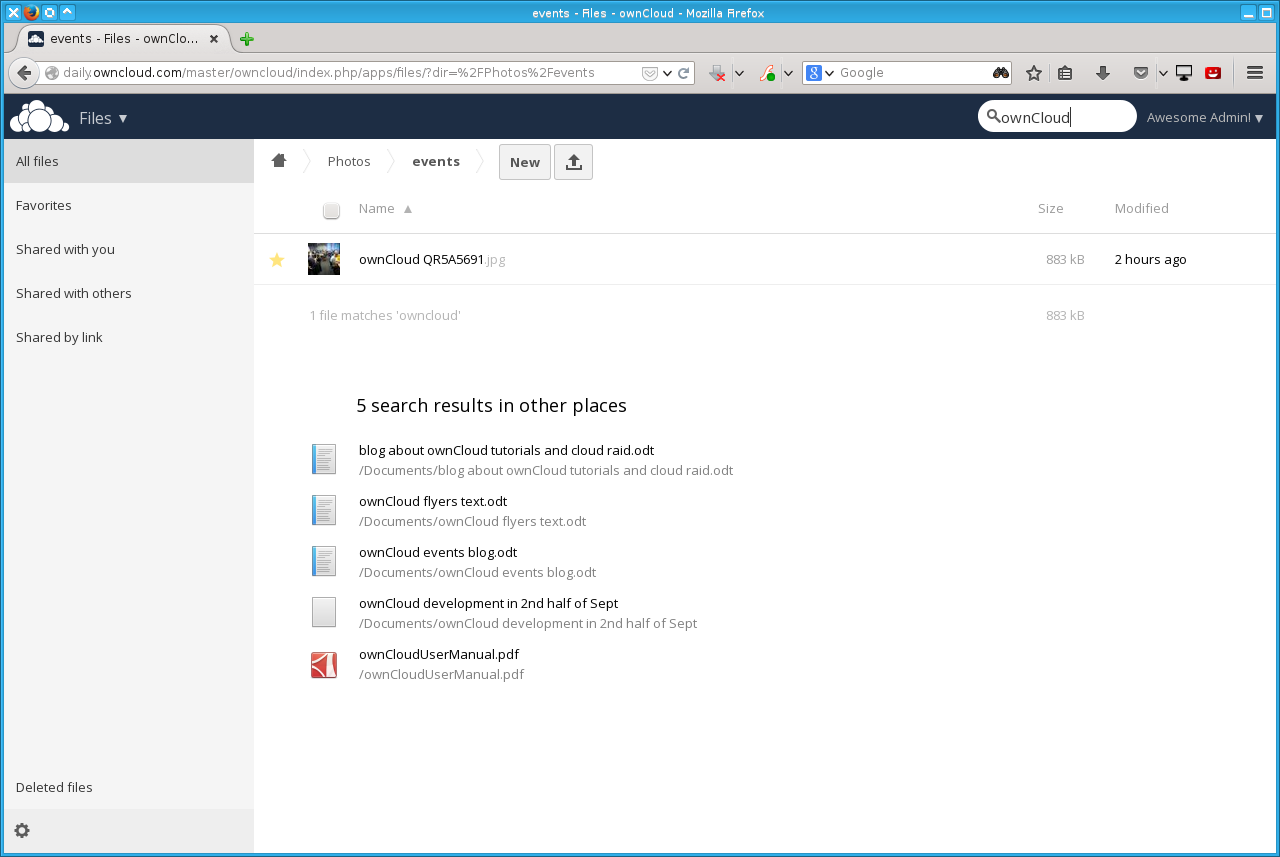 events - Files - ownCloud - Mozilla Firefox
events - Files - ownClo...
daily.owncloud.com/master/owncloud/index.php/apps/files/?dir=%2FPhotos%2Fevents
Google
Files ▼
ownCloud
Awesome Admin! ▼
All files
Favorites
Shared with you
Shared with others
Shared by link
Deleted files
Photos
events
New
Name ▲
Size
Modified
ownCloud QR5A5691.jpg
883 kB
2 hours ago
1 file matches 'owncloud'
883 kB
5 search results in other places
blog about ownCloud tutorials and cloud raid.odt
/Documents/blog about ownCloud tutorials and cloud raid.odt
ownCloud flyers text.odt
/Documents/ownCloud flyers text.odt
ownCloud events blog.odt
/Documents/ownCloud events blog.odt
ownCloud development in 2nd half of Sept
/Documents/ownCloud development in 2nd half of Sept
ownCloudUserManual.pdf
/ownCloudUserManual.pdf